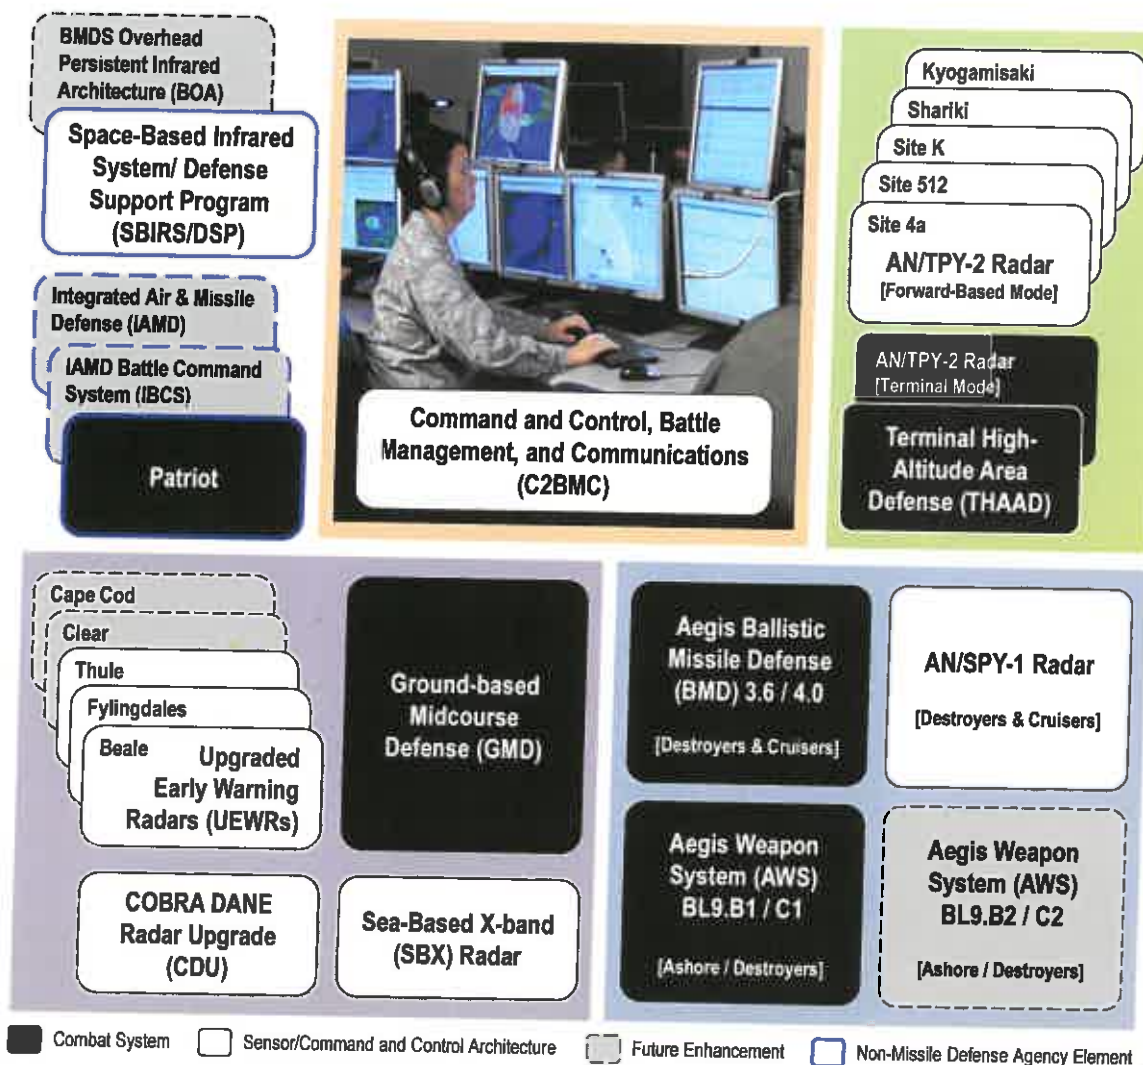 BMDS Overhead
Persistent Infrared
Architecture (BOA)
Space-Based Infrared
System/ Defense
Support Program
(SBIRS/DSP)
Integrated Air & Missile
Defense (IAMD)
IAMD Battle Command
System (IBCS)
Patriot
Command and Control, Battle
Management, and Communications
(C2BMC)
Kyogamisaki
Shariki
Site K
Site 512
Site 4a
AN/TPY-2 Radar
[Forward-Based Mode]
AN/TPY-2 Radar
[Terminal Mode]
Terminal High-
Altitude Area
Defense (THAAD)
Cape Cod
Clear
Thule
Fylingdales
Beale
Upgraded
Early Warning
Radars (UEWRs)
Ground-based
Midcourse
Defense (GMD)
COBRA DANE
Radar Upgrade
(CDU)
Sea-Based X-band
(SBX) Radar
Aegis Ballistic
Missile Defense
(BMD) 3.6 / 4.0
[Destroyers & Cruisers]
AN/SPY-1 Radar
[Destroyers & Cruisers]
Aegis Weapon
System (AWS)
BL9.B1 / C1
[Ashore / Destroyers]
Aegis Weapon
System (AWS)
BL9.B2 / C2
[Ashore / Destroyers]
Combat System
Sensor/Command and Control Architecture
Future Enhancement
Non-Missile Defense Agency Element